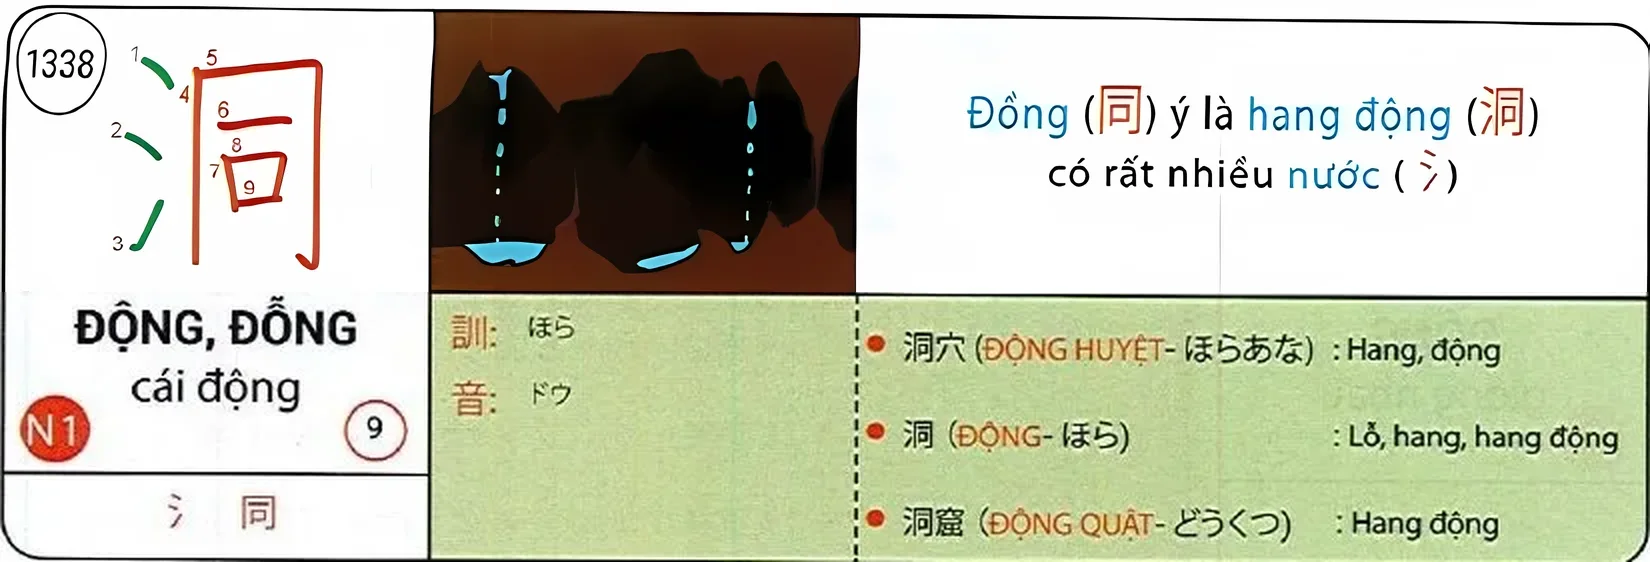 1338
1 2 3 4 5 6 7 8 9
洞
ĐỘNG, ĐỖNG
cái động
N1
9
氵 同
Đồng (同) ý là hang động (洞)
có rất nhiều nước (氵)
訓: ほら
音: ドウ
• 洞穴 (ĐỘNG HUYỆT- ほらあな) : Hang, động
• 洞 (ĐỘNG- ほら) : Lỗ, hang, hang động
• 洞窟 (ĐỘNG QUẬT- どうくつ) : Hang động